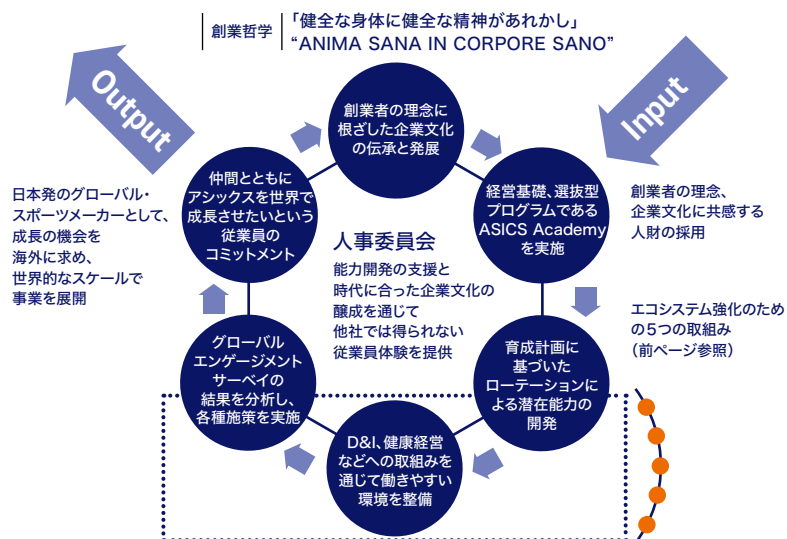 創業哲学
「健全な身体に健全な精神があれかし」
“ANIMA SANA IN CORPORE SANO”
Output
Input
創業者の理念に
根ざした企業文化
の伝承と発展
経営基礎、選抜型
プログラムである
ASICS Academy
を実施
育成計画に
基づいた
ローテーションに
よる潜在能力の
開発
D&I、健康経営
などへの取組みを
通じて働きやすい
環境を整備
グローバル
エンゲージメント
サーベイの
結果を分析し、
各種施策を実施
仲間とともに
アシックスを世界で
成長させたいという
従業員の
コミットメント
人事委員会
能力開発の支援と
時代に合った企業文化の
醸成を通じて
他社では得られない
従業員体験を提供
日本発のグローバル・
スポーツメーカーとして、
成長の機会を
海外に求め、
世界的なスケールで
事業を展開
創業者の理念、
企業文化に共感する
人財の採用
エコシステム強化のため
の5つの取組み
（前ページ参照）